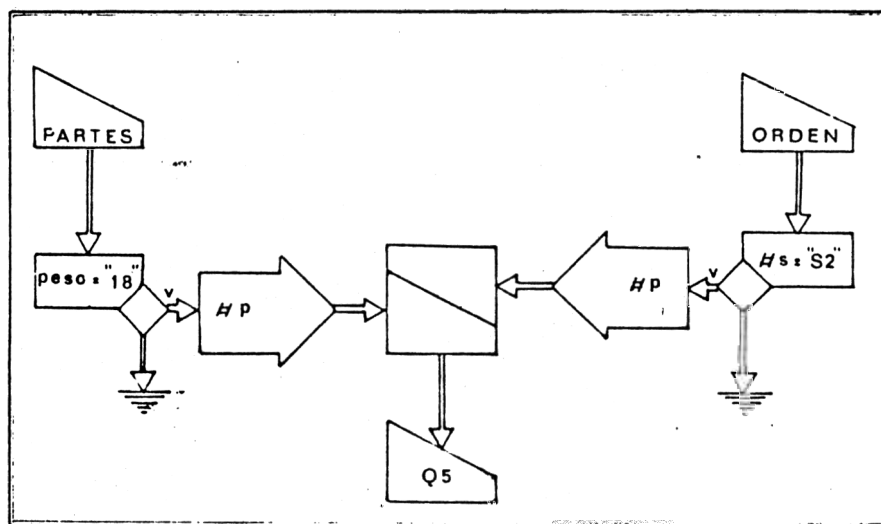 PARTES
ORDEN
peso = "18"
v
#p
#p
v
#s = "S2"
Q5